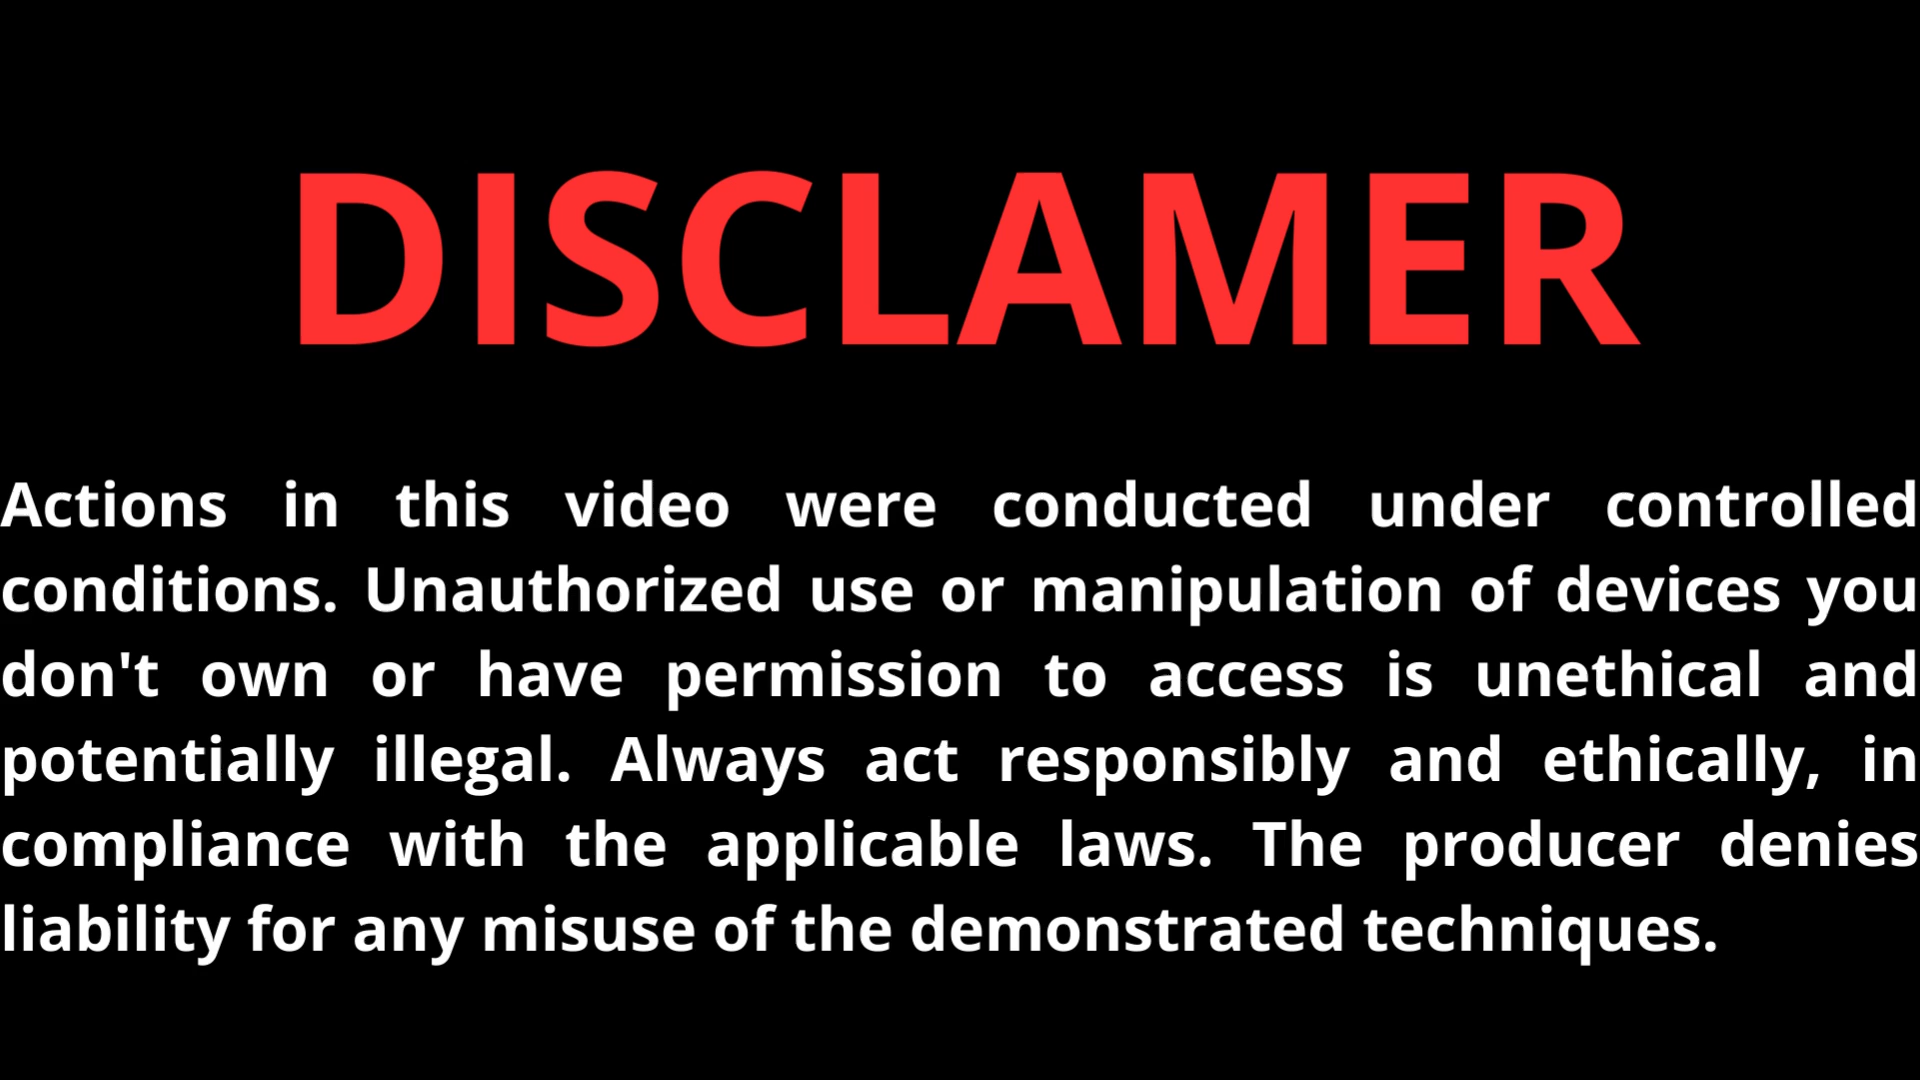 DISCLAMER
Actions in this video were conducted under controlled
conditions. Unauthorized use or manipulation of devices you
don't own or have permission to access is unethical and
potentially illegal. Always act responsibly and ethically, in
compliance with the applicable laws. The producer denies
liability for any misuse of the demonstrated techniques.